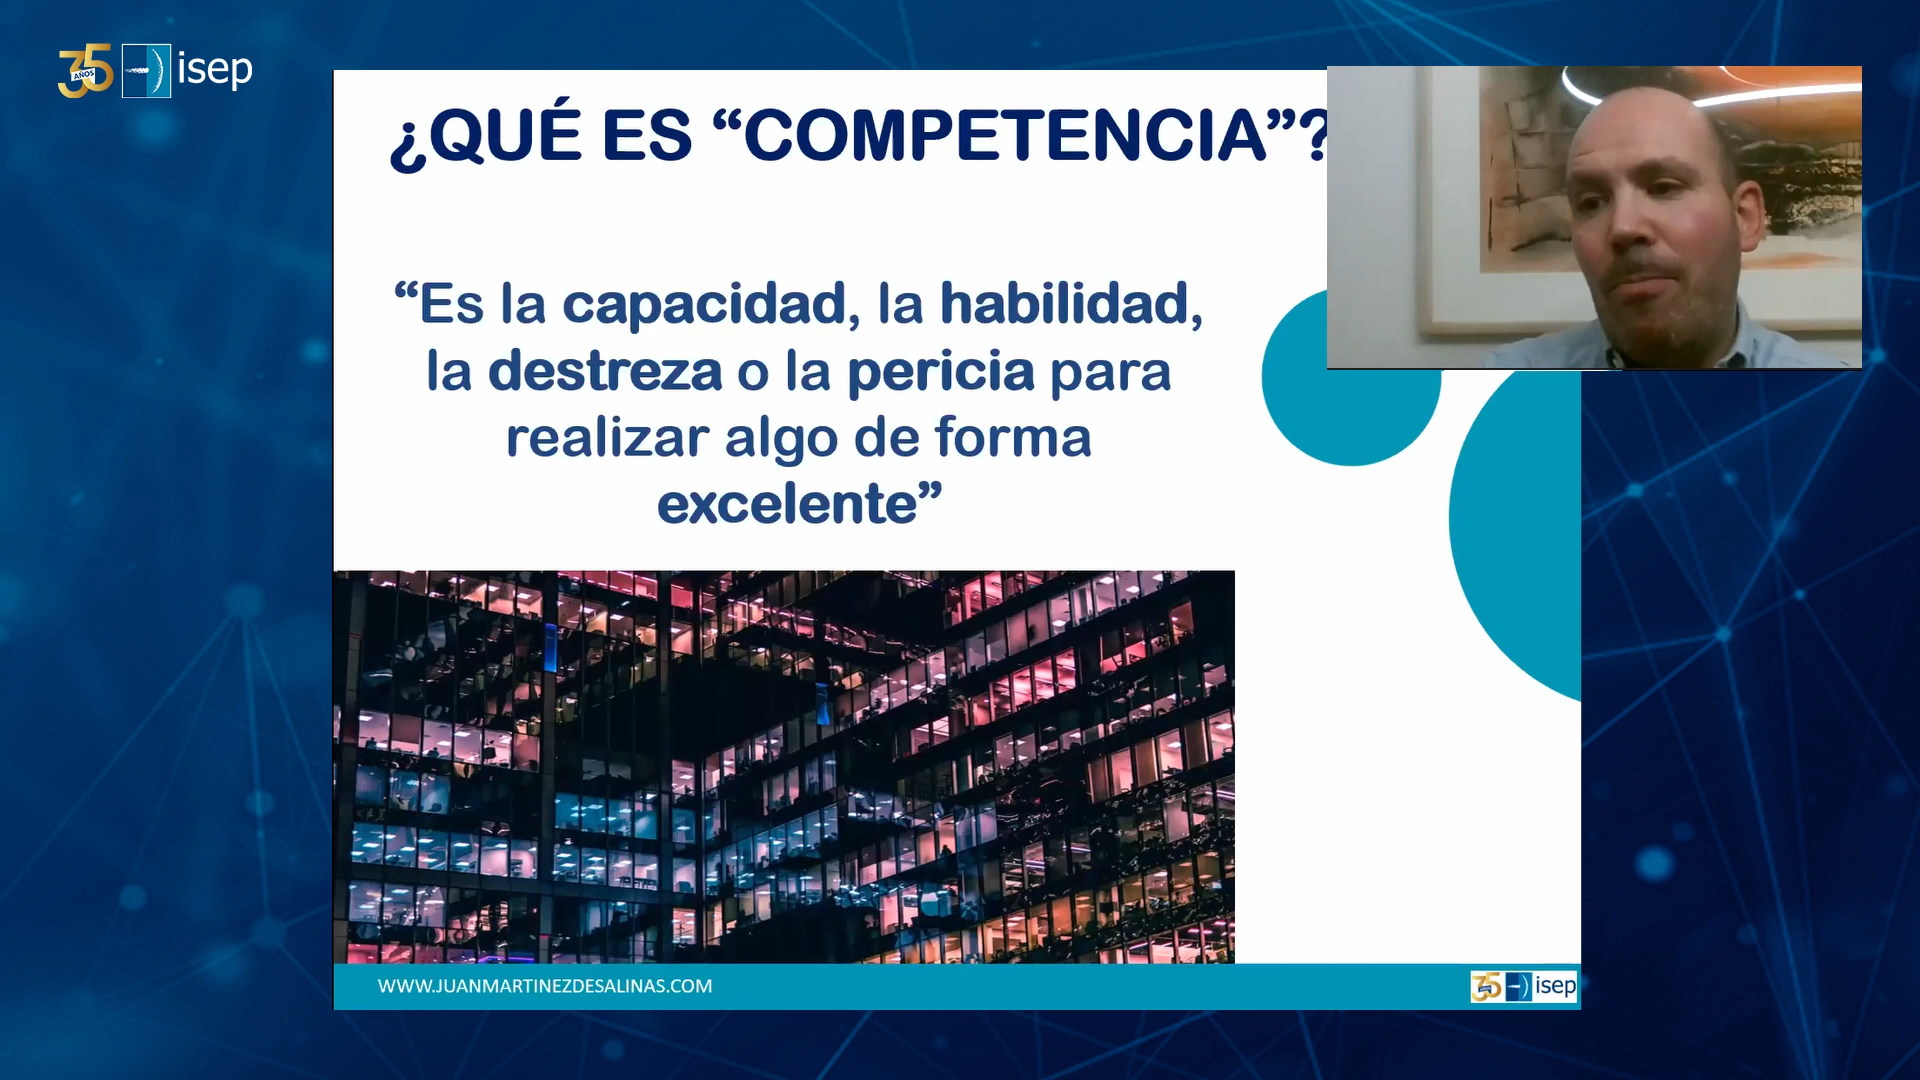 35
AÑOS
isep
¿QUÉ ES “COMPETENCIA”?
“Es la capacidad, la habilidad,
la destreza o la pericia para
realizar algo de forma
excelente”
WWW.JUANMARTINEZDESALINAS.COM
35
AÑOS
isep